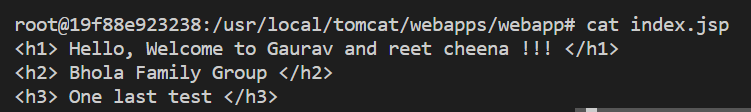 root@19f88e923238:/usr/local/tomcat/webapps/webapp# cat index.jsp
<h1> Hello, Welcome to Gaurav and reet cheena !!! </h1>
<h2> Bhola Family Group </h2>
<h3> One last test </h3>